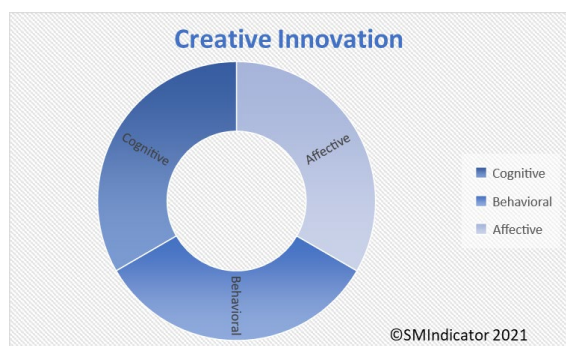 Creative Innovation
Cognitive
Affective
Behavioral
Cognitive
Behavioral
Affective
©SMIndicator 2021